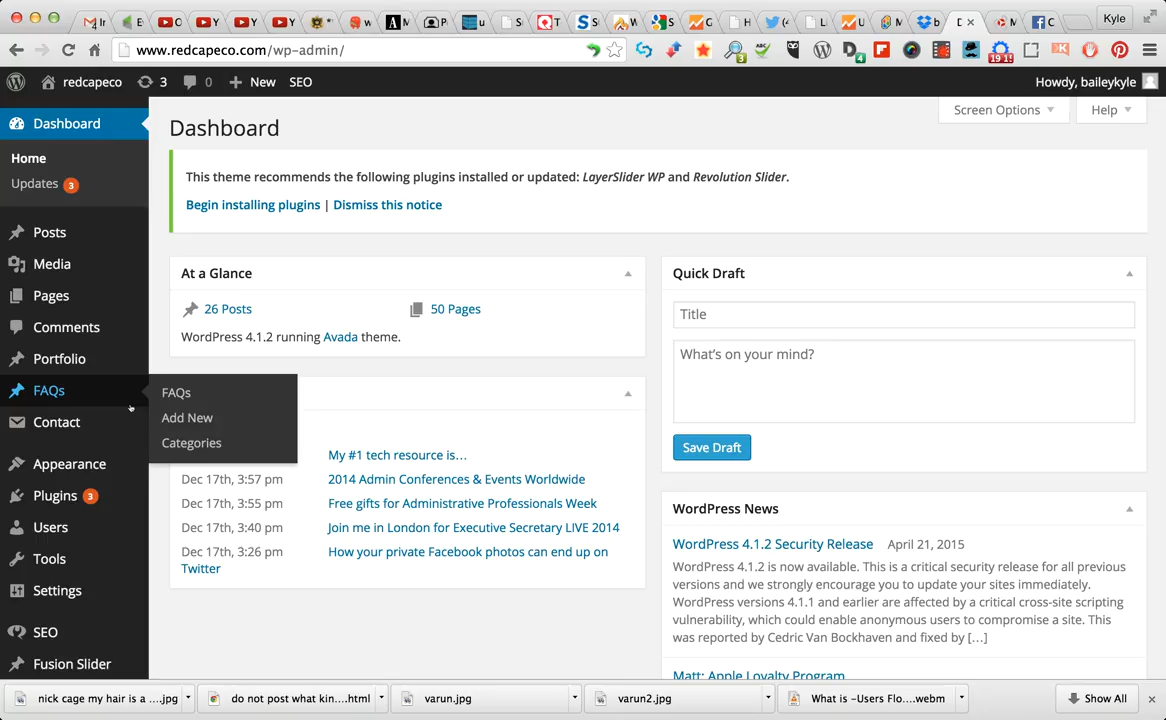 Kyle
www.redcapeco.com/wp-admin/
redcapeco
3
0
New
SEO
Howdy, baileykyle
Dashboard
Home
Updates 3
Posts
Media
Pages
Comments
Portfolio
FAQs
Contact
Appearance
Plugins 3
Users
Tools
Settings
SEO
Fusion Slider
FAQs
Add New
Categories
Dashboard
Screen Options
Help
This theme recommends the following plugins installed or updated: LayerSlider WP and Revolution Slider.
Begin installing plugins | Dismiss this notice
At a Glance
26 Posts
50 Pages
WordPress 4.1.2 running Avada theme.
My #1 tech resource is…
Dec 17th, 3:57 pm 2014 Admin Conferences & Events Worldwide
Dec 17th, 3:55 pm Free gifts for Administrative Professionals Week
Dec 17th, 3:40 pm Join me in London for Executive Secretary LIVE 2014
Dec 17th, 3:26 pm How your private Facebook photos can end up on
Twitter
Quick Draft
Title
What's on your mind?
Save Draft
WordPress News
WordPress 4.1.2 Security Release April 21, 2015
WordPress 4.1.2 is now available. This is a critical security release for all previous
versions and we strongly encourage you to update your sites immediately.
WordPress versions 4.1.1 and earlier are affected by a critical cross-site scripting
vulnerability, which could enable anonymous users to compromise a site. This
was reported by Cedric Van Bockhaven and fixed by […]
Matt: Apple Loyalty Program
nick cage my hair is a ....jpg
do not post what kin....html
varun.jpg
varun2.jpg
What is –Users Flo....webm
Show All